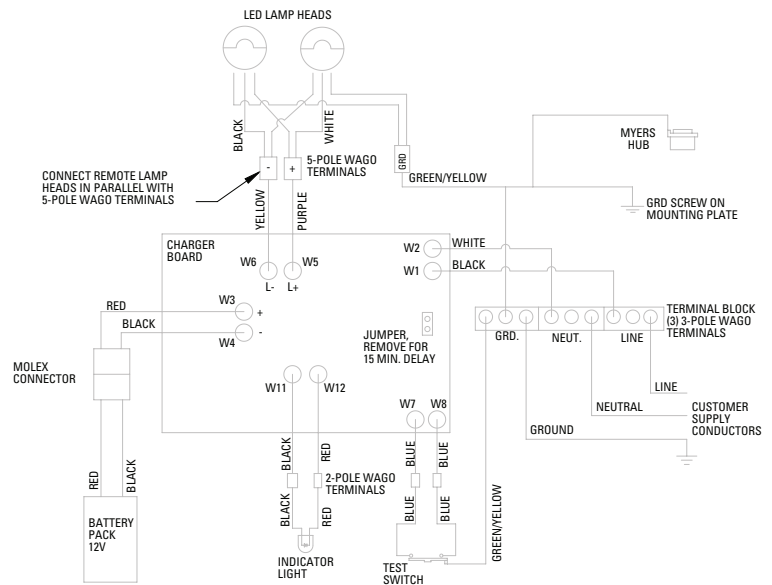 LED LAMP HEADS
BLACK
WHITE
MYERS
HUB
-
+
5-POLE WAGO
TERMINALS
GRD
CONNECT REMOTE LAMP
HEADS IN PARALLEL WITH
5-POLE WAGO TERMINALS
GREEN/YELLOW
YELLOW
PURPLE
GRD SCREW ON
MOUNTING PLATE
CHARGER
BOARD
W2
WHITE
W6
W5
W1
BLACK
L-
L+
RED
W3
+
BLACK
-
W4
TERMINAL BLOCK
(3) 3-POLE WAGO
TERMINALS
JUMPER,
REMOVE FOR
15 MIN. DELAY
GRD.
NEUT.
LINE
MOLEX
CONNECTOR
W11
W12
LINE
W7
W8
NEUTRAL
CUSTOMER
SUPPLY
CONDUCTORS
GROUND
BLACK
RED
BLUE
BLUE
RED
BLACK
2-POLE WAGO
TERMINALS
BLACK
RED
BLUE
BLUE
GREEN/YELLOW
BATTERY
PACK
12V
INDICATOR
LIGHT
TEST
SWITCH